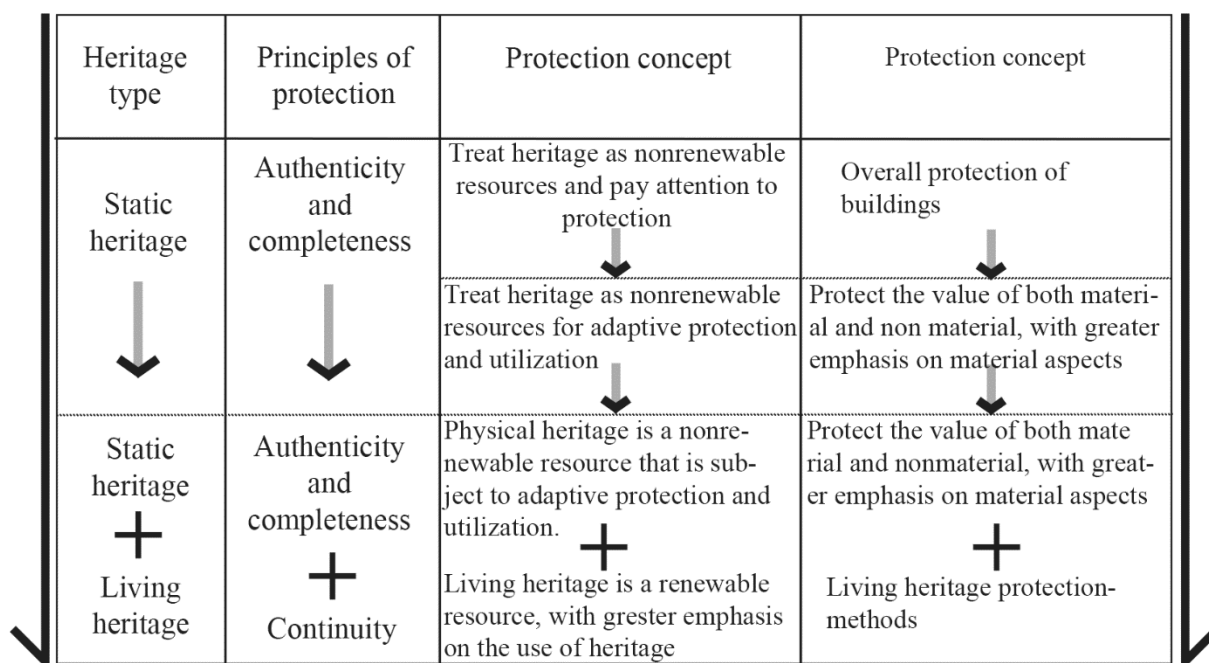 Heritage
type
Principles of
protection
Protection concept
Protection concept
Static
heritage
Authenticity
and
completeness
Treat heritage as nonrenewable
resources and pay attention to
protection
Overall protection of
buildings
Treat heritage as nonrenewable
resources for adaptive protection
and utilization
Protect the value of both materi-
al and non material, with greater
emphasis on material aspects
Static
heritage
+
Living
heritage
Authenticity
and
completeness
+
Continuity
Physical heritage is a nonre-
newable resource that is sub-
ject to adaptive protection and
utilization.
+
Living heritage is a renewable
resource, with grester emphasis
on the use of heritage
Protect the value of both mate
rial and nonmaterial, with great-
er emphasis on material aspects
+
Living heritage protection-
methods